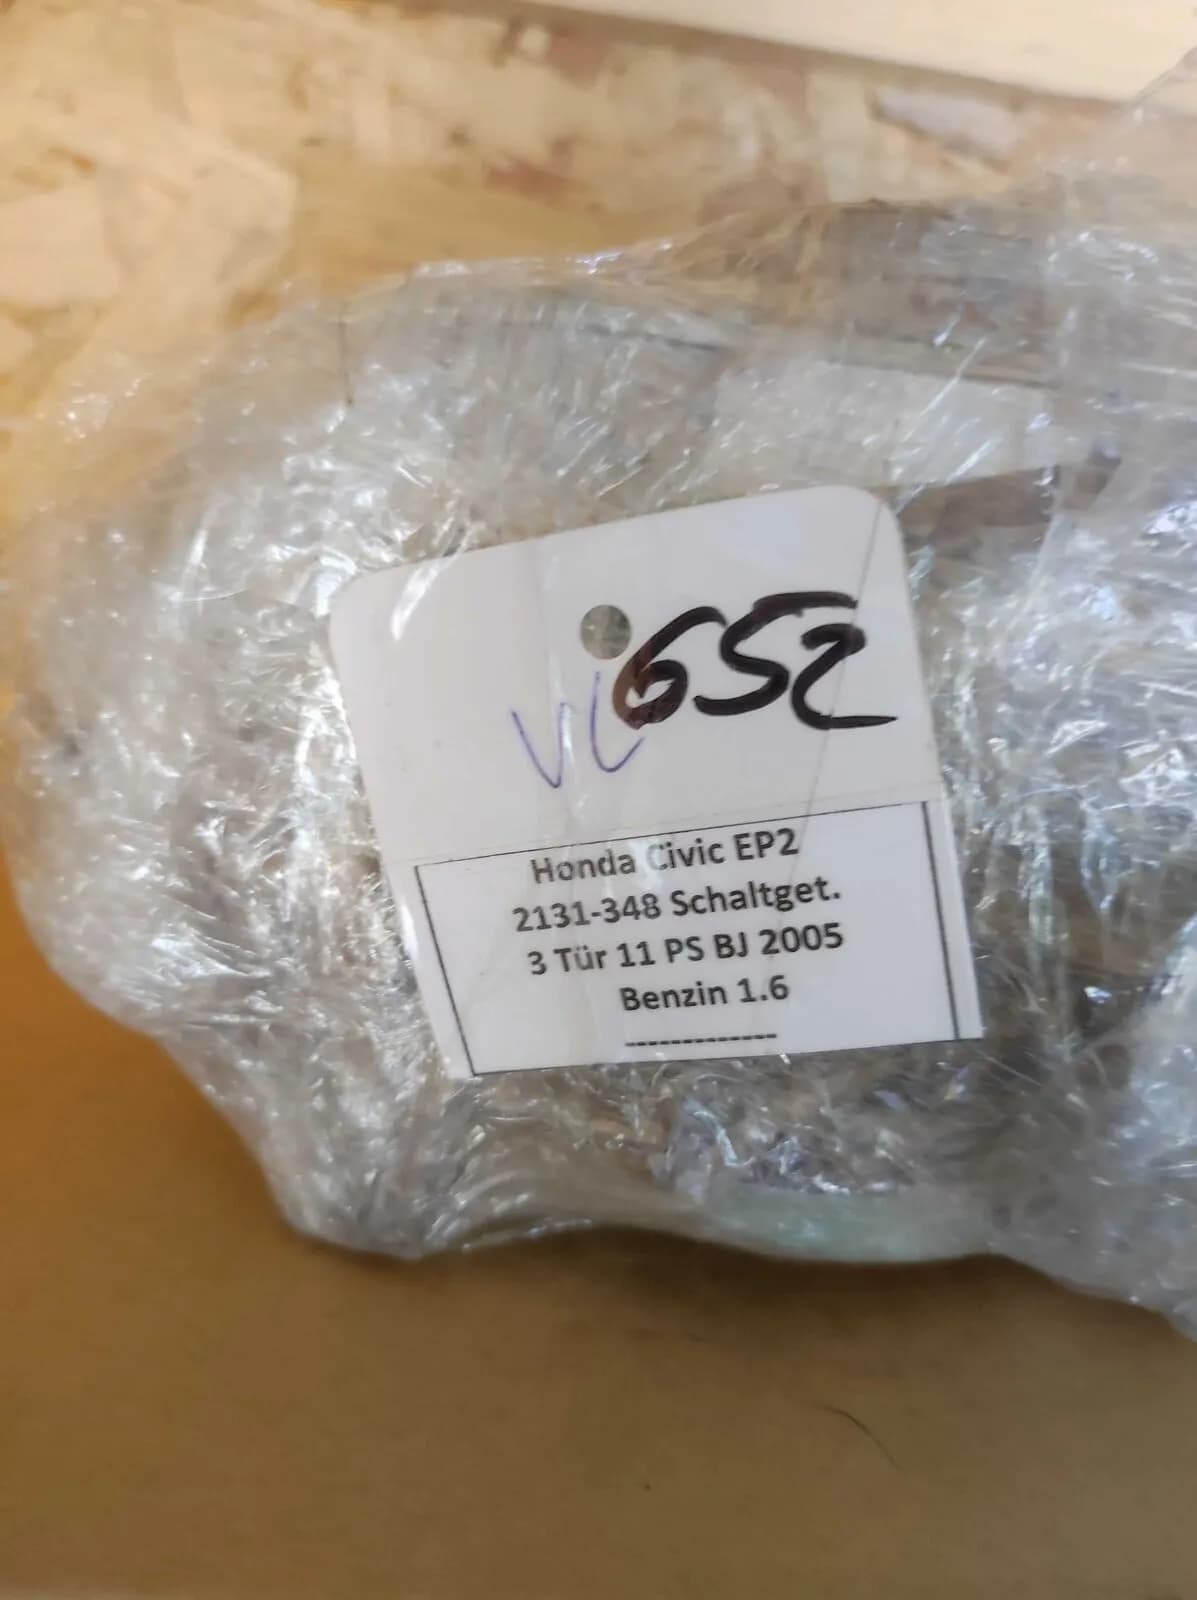 652
VL
Honda Civic EP2
2131-348 Schaltget.
3 Tür 11 PS BJ 2005
Benzin 1.6
-------------